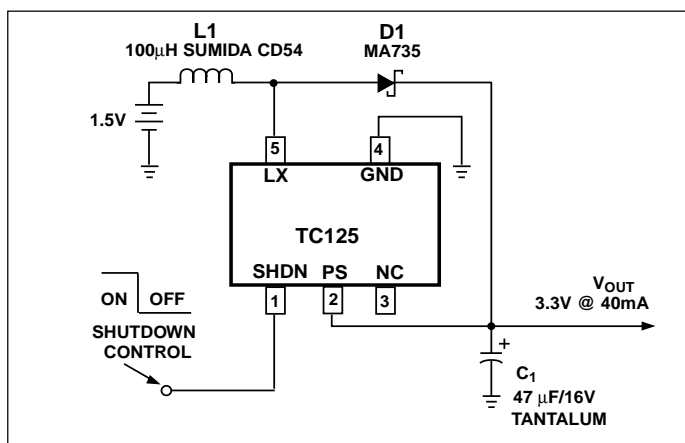 L1
100μH SUMIDA CD54
D1
MA735
1.5V
5
4
LX
GND
TC125
SHDN
PS
NC
1
2
3
ON
OFF
SHUTDOWN
CONTROL
VOUT
3.3V @ 40mA
+
C1
47 μF/16V
TANTALUM